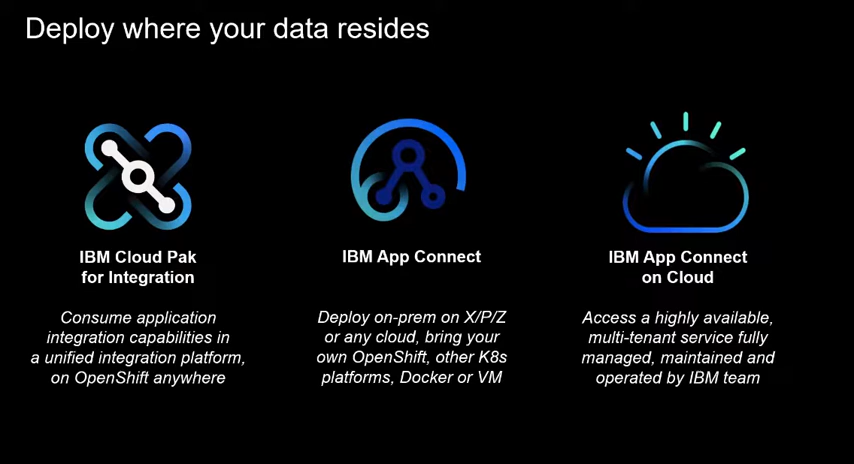 Deploy where your data resides
IBM Cloud Pak
for Integration
Consume application
integration capabilities in
a unified integration platform,
on OpenShift anywhere
IBM App Connect
Deploy on-prem on X/P/Z
or any cloud, bring your
own OpenShift, other K8s
platforms, Docker or VM
IBM App Connect
on Cloud
Access a highly available,
multi-tenant service fully
managed, maintained and
operated by IBM team